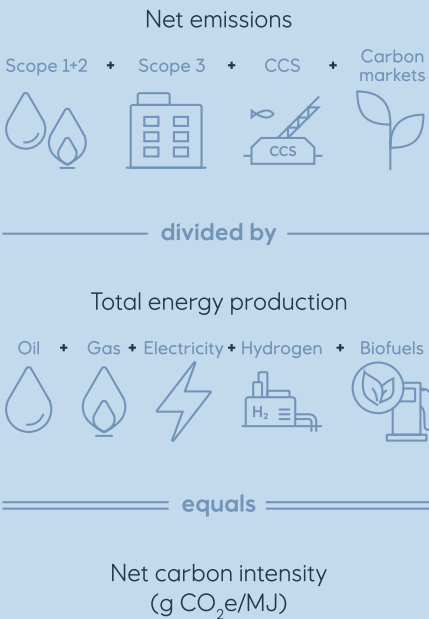 Net emissions
Scope 1+2 + Scope 3 + CCS + Carbon markets
CCS
divided by
Total energy production
Oil + Gas + Electricity + Hydrogen + Biofuels
H₂
equals
Net carbon intensity
(g CO₂e/MJ)